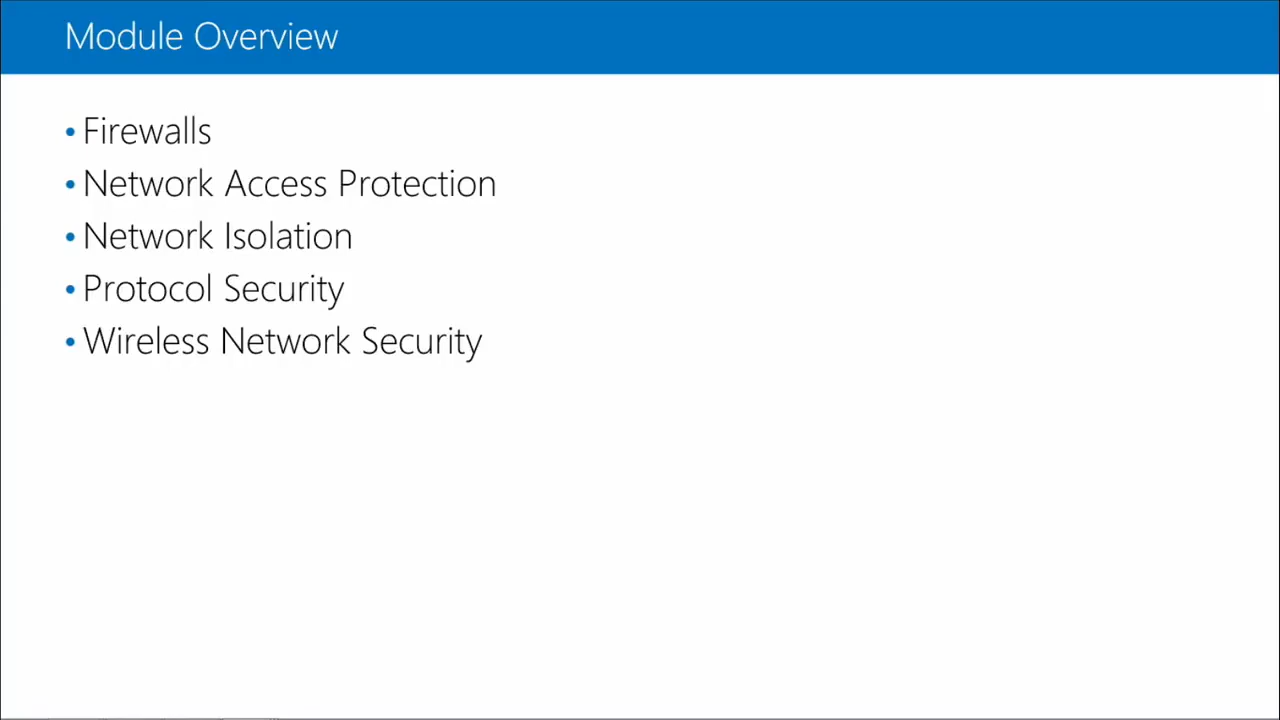 Module Overview
• Firewalls
• Network Access Protection
• Network Isolation
• Protocol Security
• Wireless Network Security